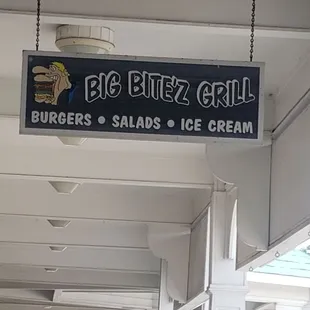 BIG BITE'Z GRILL
BURGERS • SALADS • ICE CREAM